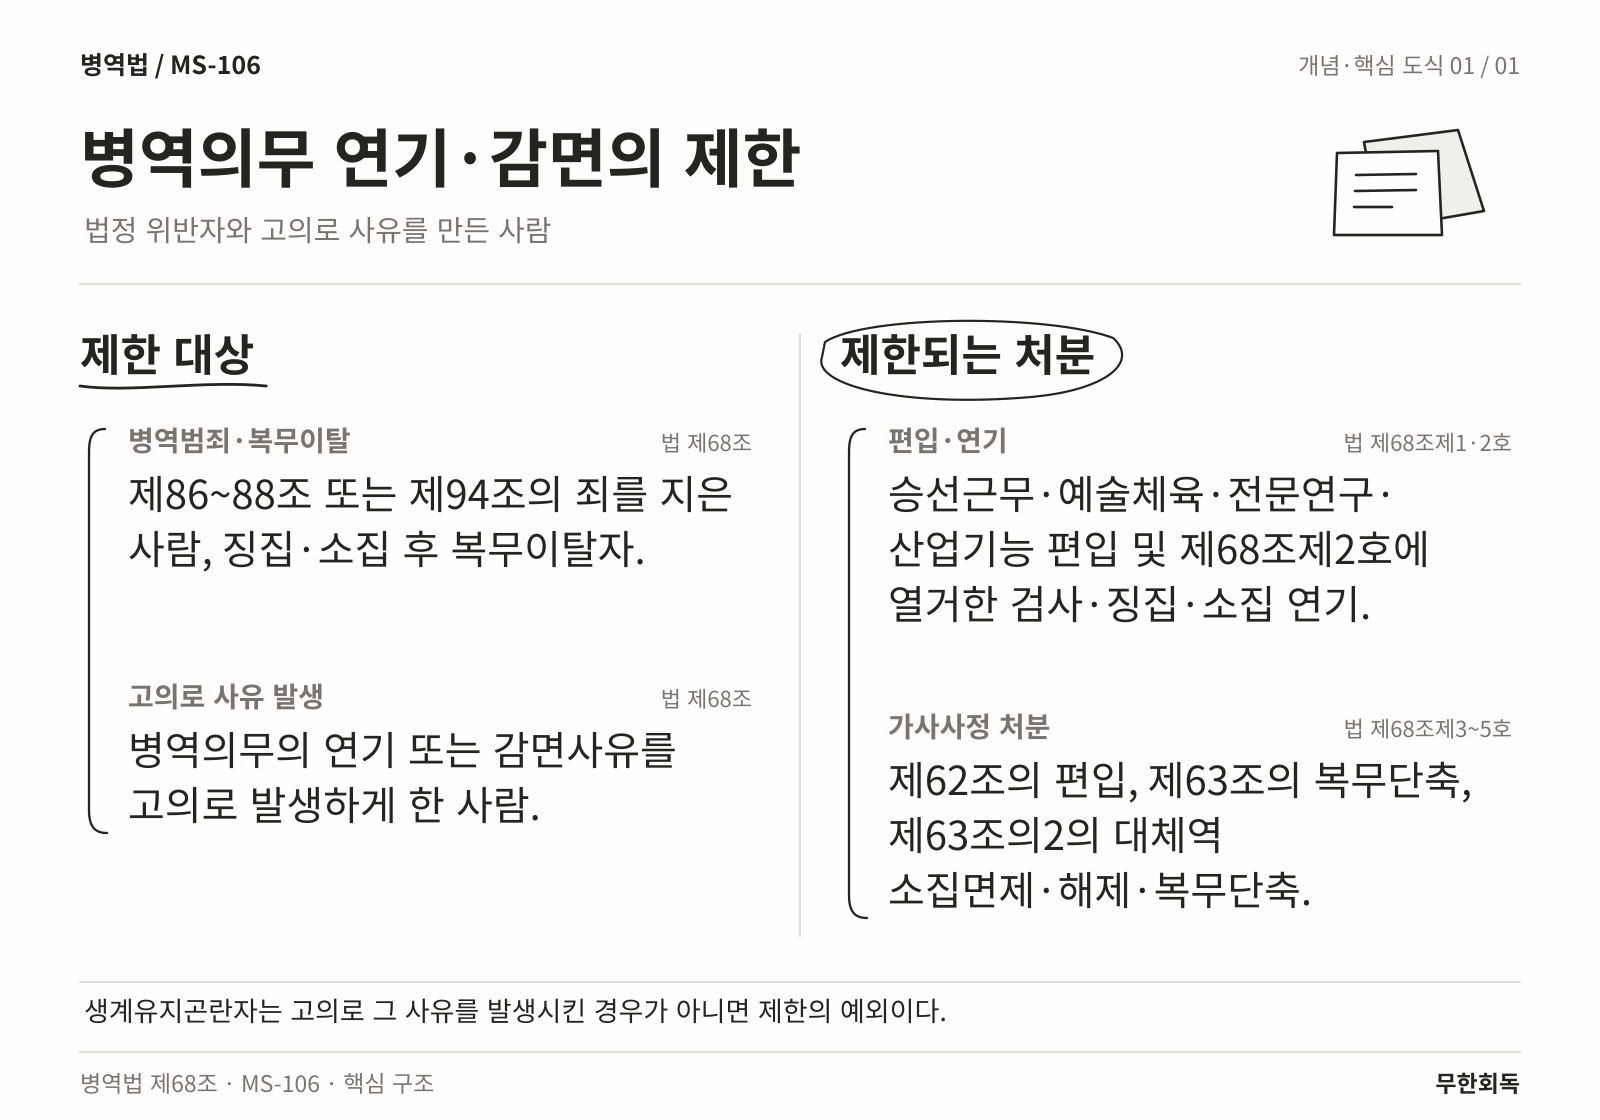 병역법 / MS-106
개념·핵심 도식 01 / 01
병역의무 연기·감면의 제한
법정 위반자와 고의로 사유를 만든 사람
제한 대상
병역범죄·복무이탈
법 제68조
제86~88조 또는 제94조의 죄를 지은
사람, 징집·소집 후 복무이탈자.
고의로 사유 발생
법 제68조
병역의무의 연기 또는 감면사유를
고의로 발생하게 한 사람.
제한되는 처분
편입·연기
법 제68조제1·2호
승선근무·예술체육·전문연구·
산업기능 편입 및 제68조제2호에
열거한 검사·징집·소집 연기.
가사사정 처분
법 제68조제3~5호
제62조의 편입, 제63조의 복무단축,
제63조의2의 대체역
소집면제·해제·복무단축.
생계유지곤란자는 고의로 그 사유를 발생시킨 경우가 아니면 제한의 예외이다.
병역법 제68조 · MS-106 · 핵심 구조
무한회독